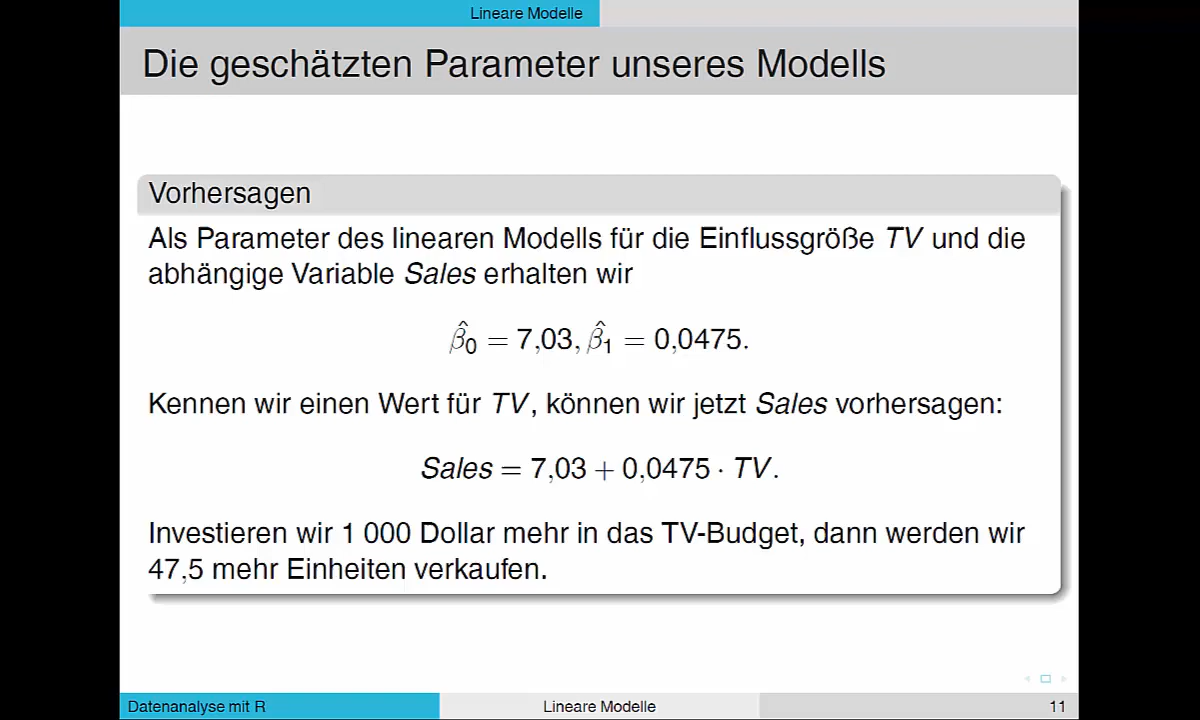 Lineare Modelle
Die geschätzten Parameter unseres Modells
Vorhersagen
Als Parameter des linearen Modells für die Einflussgröße TV und die
abhängige Variable Sales erhalten wir
β̂₀ = 7,03, β̂₁ = 0,0475.
Kennen wir einen Wert für TV, können wir jetzt Sales vorhersagen:
Sales = 7,03 + 0,0475 · TV.
Investieren wir 1 000 Dollar mehr in das TV-Budget, dann werden wir
47,5 mehr Einheiten verkaufen.
Datenanalyse mit R
Lineare Modelle
11